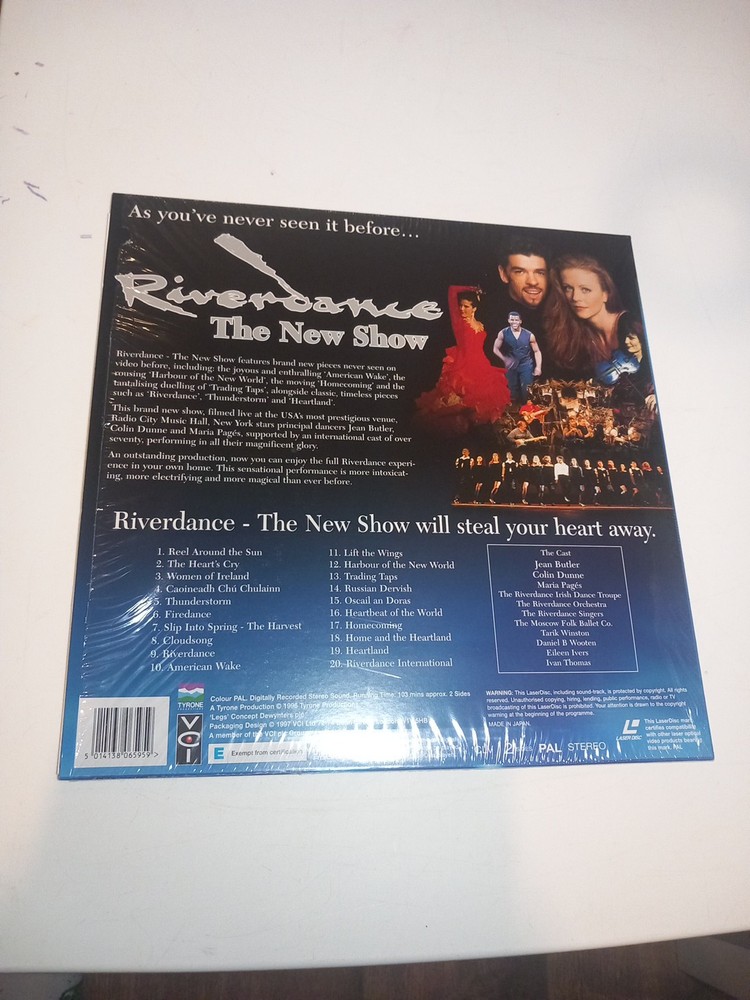 As you've never seen it before...
Riverdance
The New Show
Riverdance - The New Show features brand new pieces never seen on
video before, including: the joyous and enthralling 'American Wake', the
rousing 'Harbour of the New World', the moving 'Homecoming' and the
tantalising duelling of 'Trading Taps', alongside classic, timeless pieces
such as 'Riverdance', 'Thunderstorm' and 'Heartland'.
This brand new show, filmed live at the USA's most prestigious venue,
Radio City Music Hall, New York stars principal dancers Jean Butler,
Colin Dunne and Maria Pagés, supported by an international cast of over
seventy, performing in all their magnificent glory.
An outstanding production, now you can enjoy the full Riverdance experi-
ence in your own home. This sensational performance is more intoxicat-
ing, more electrifying and more magical than ever before.
Riverdance - The New Show will steal your heart away.
1. Reel Around the Sun
2. The Heart's Cry
3. Women of Ireland
4. Caoineadh Chú Chulainn
5. Thunderstorm
6. Firedance
7. Slip Into Spring - The Harvest
8. Cloudsong
9. Riverdance
10. American Wake
11. Lift the Wings
12. Harbour of the New World
13. Trading Taps
14. Russian Dervish
15. Oscail an Doras
16. Heartbeat of the World
17. Homecoming
18. Home and the Heartland
19. Heartland
20. Riverdance International
The Cast
Jean Butler
Colin Dunne
Maria Pagés
The Riverdance Irish Dance Troupe
The Riverdance Orchestra
The Riverdance Singers
The Moscow Folk Ballet Co.
Tarik Winston
Daniel B Wooten
Eileen Ivers
Ivan Thomas
5 014138 065959 >
TYRONE
VCI
Colour PAL. Digitally Recorded Stereo Sound. Running Time: 103 mins approx. 2 Sides
A Tyrone Production © 1996 Tyrone Productions
'Legs' Concept Dewynters plc
Packaging Design © 1997 VCI
A member of the VCI plc
E Exempt from certification
PAL STEREO
WARNING: This LaserDisc, including sound-track, is protected by copyright. All rights
reserved. Unauthorised copying, hiring, lending, public performance, radio or TV
broadcasting of this LaserDisc is prohibited. Your attention is drawn to the copyright
warning at the beginning of the programme.
MADE IN JAPAN.
LASER DISC
This LaserDisc mark
certifies compatibility
with other laser optical
video products bearing
this mark. PAL